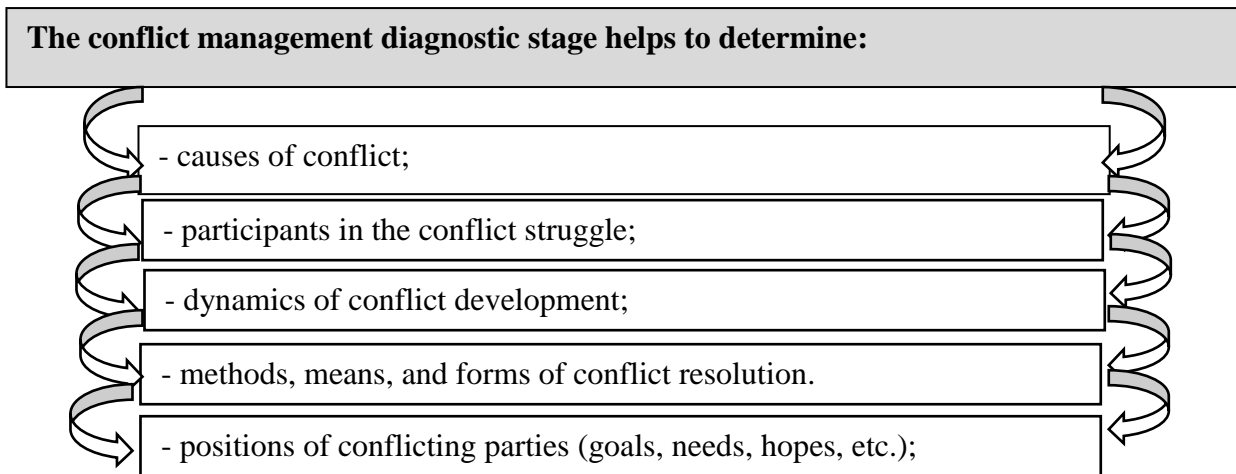 The conflict management diagnostic stage helps to determine:
- causes of conflict;
- participants in the conflict struggle;
- dynamics of conflict development;
- methods, means, and forms of conflict resolution.
- positions of conflicting parties (goals, needs, hopes, etc.);